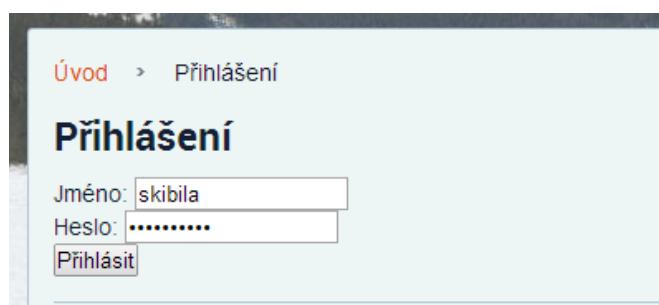 Úvod > Přihlášení
Přihlášení
Jméno: skibila
Heslo: ••••••••••
Přihlásit